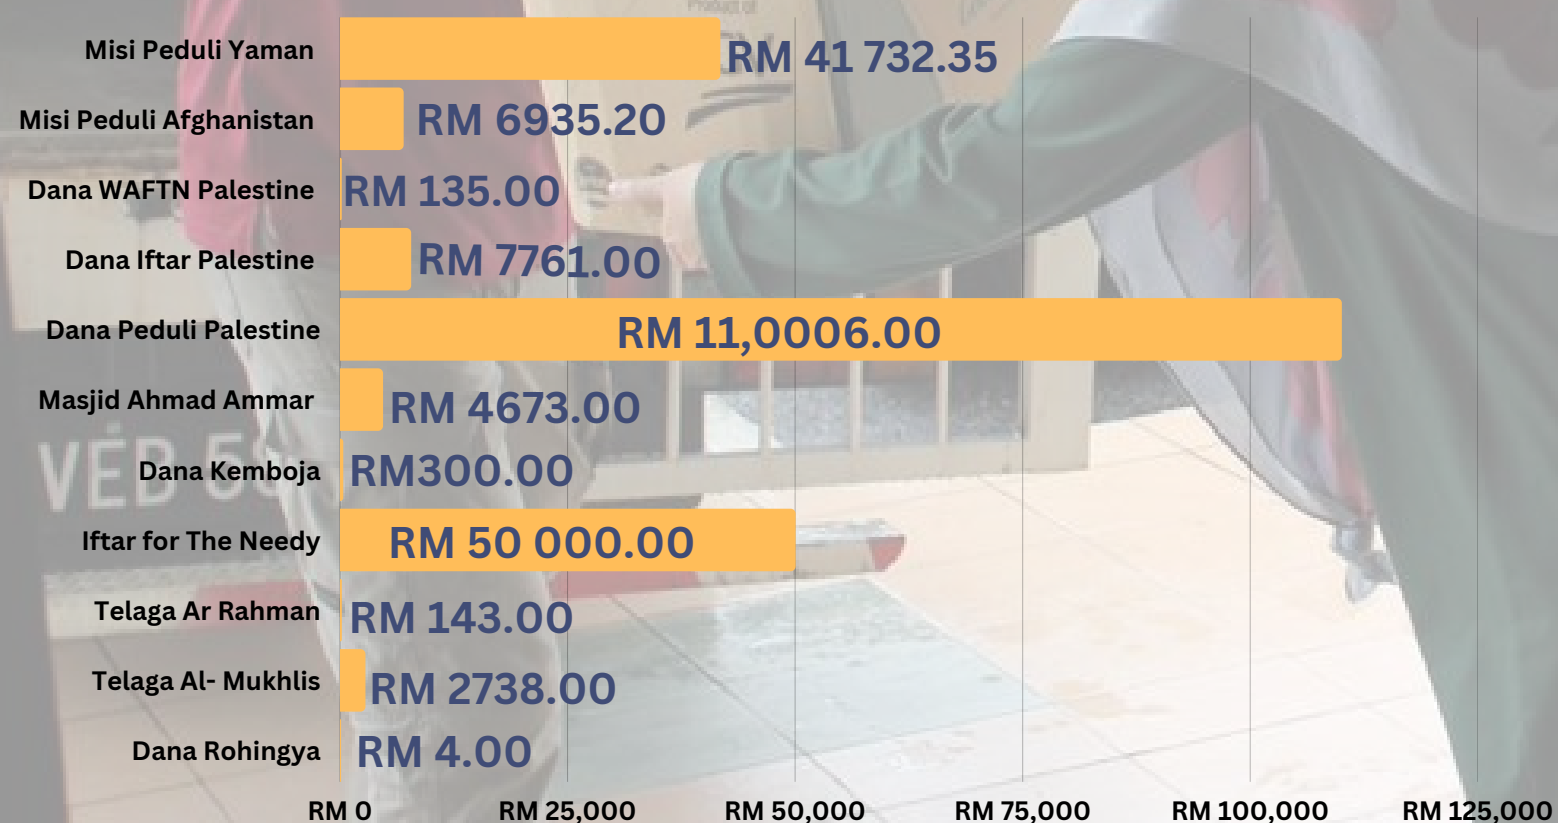 Product of
Misi Peduli Yaman RM 41 732.35
Misi Peduli Afghanistan RM 6935.20
Dana WAFTN Palestine RM 135.00
Dana Iftar Palestine RM 7761.00
Dana Peduli Palestine RM 11,0006.00
Masjid Ahmad Ammar RM 4673.00
Dana Kemboja RM300.00
Iftar for The Needy RM 50 000.00
Telaga Ar Rahman RM 143.00
Telaga Al- Mukhlis RM 2738.00
Dana Rohingya RM 4.00
RM 0 RM 25,000 RM 50,000 RM 75,000 RM 100,000 RM 125,000